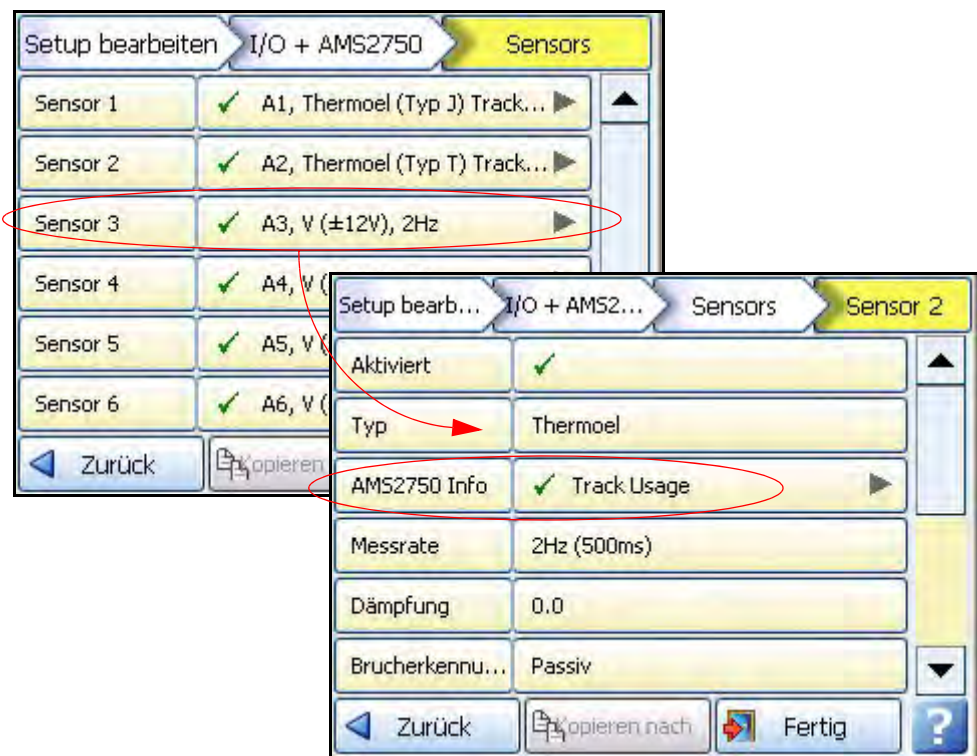 Setup bearbeiten I/O + AMS2750 Sensors
Sensor 1 A1, Thermoel (Typ J) Track...
Sensor 2 A2, Thermoel (Typ T) Track...
Sensor 3 A3, V (±12V), 2Hz
Sensor 4 A4, V (
Sensor 5 A5, V (
Sensor 6 A6, V (
Zurück Kopieren
Setup bearb... I/O + AMS2... Sensors Sensor 2
Aktiviert
Typ Thermoel
AMS2750 Info Track Usage
Messrate 2Hz (500ms)
Dämpfung 0.0
Brucherkennu... Passiv
Zurück Kopieren nach Fertig ?